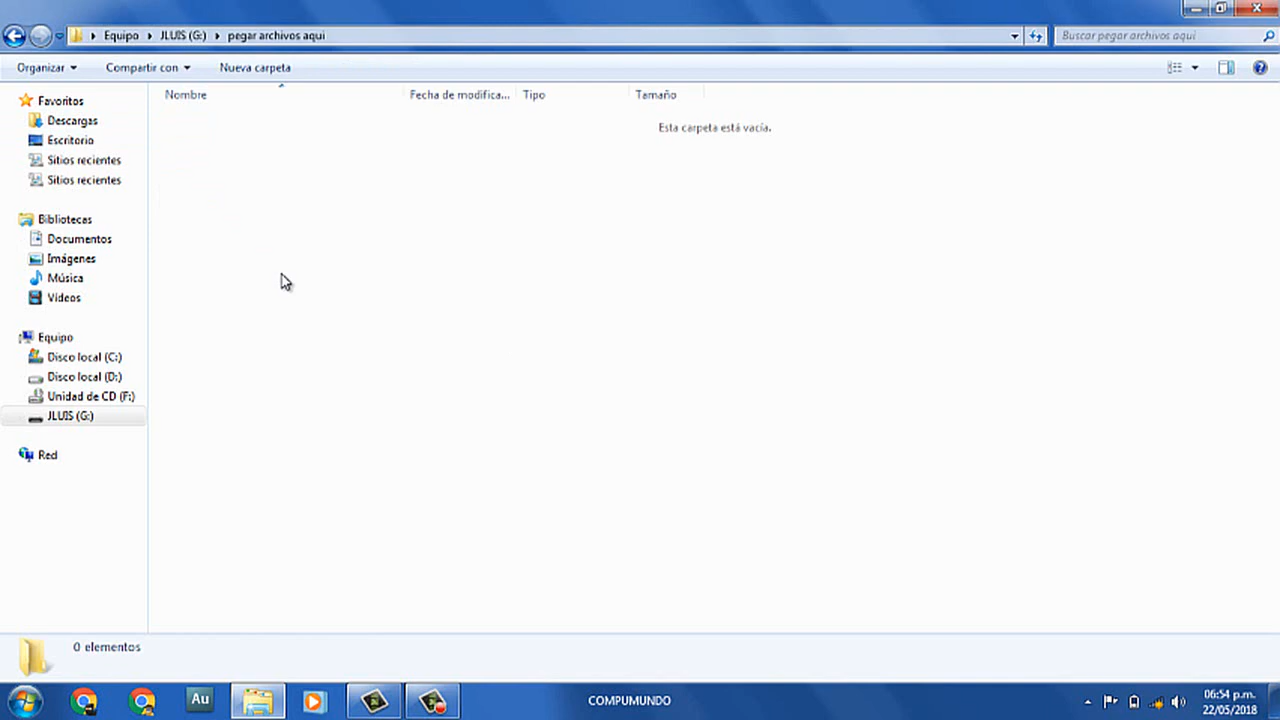 Equipo JLUIS (G:) pegar archivos aqui
Buscar pegar archivos aqui
Organizar Compartir con Nueva carpeta
Nombre Fecha de modifica... Tipo Tamaño
Esta carpeta está vacía.
Favoritos
Descargas
Escritorio
Sitios recientes
Sitios recientes
Bibliotecas
Documentos
Imágenes
Música
Vídeos
Equipo
Disco local (C:)
Disco local (D:)
Unidad de CD (F:)
JLUIS (G:)
Red
0 elementos
Au
COMPUMUNDO
06:54 p.m.
22/05/2018